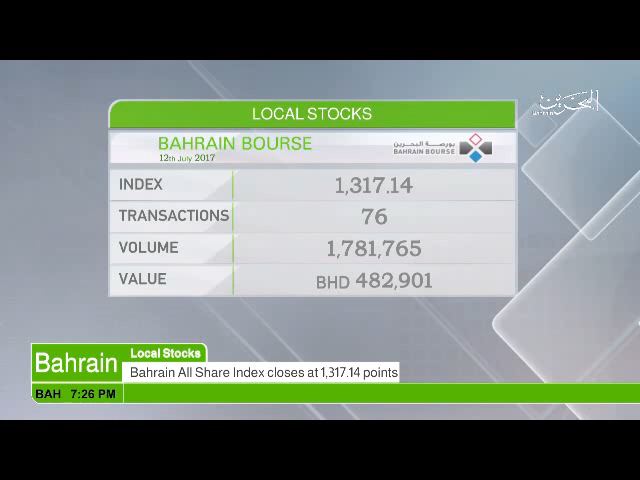 البحرين
BAHRAIN
LOCAL STOCKS
BAHRAIN BOURSE
12th July 2017
بورصة البحرين
BAHRAIN BOURSE
INDEX 1,317.14
TRANSACTIONS 76
VOLUME 1,781,765
VALUE BHD 482,901
Local Stocks
Bahrain
Bahrain All Share Index closes at 1,317.14 points
BAH 7:26 PM